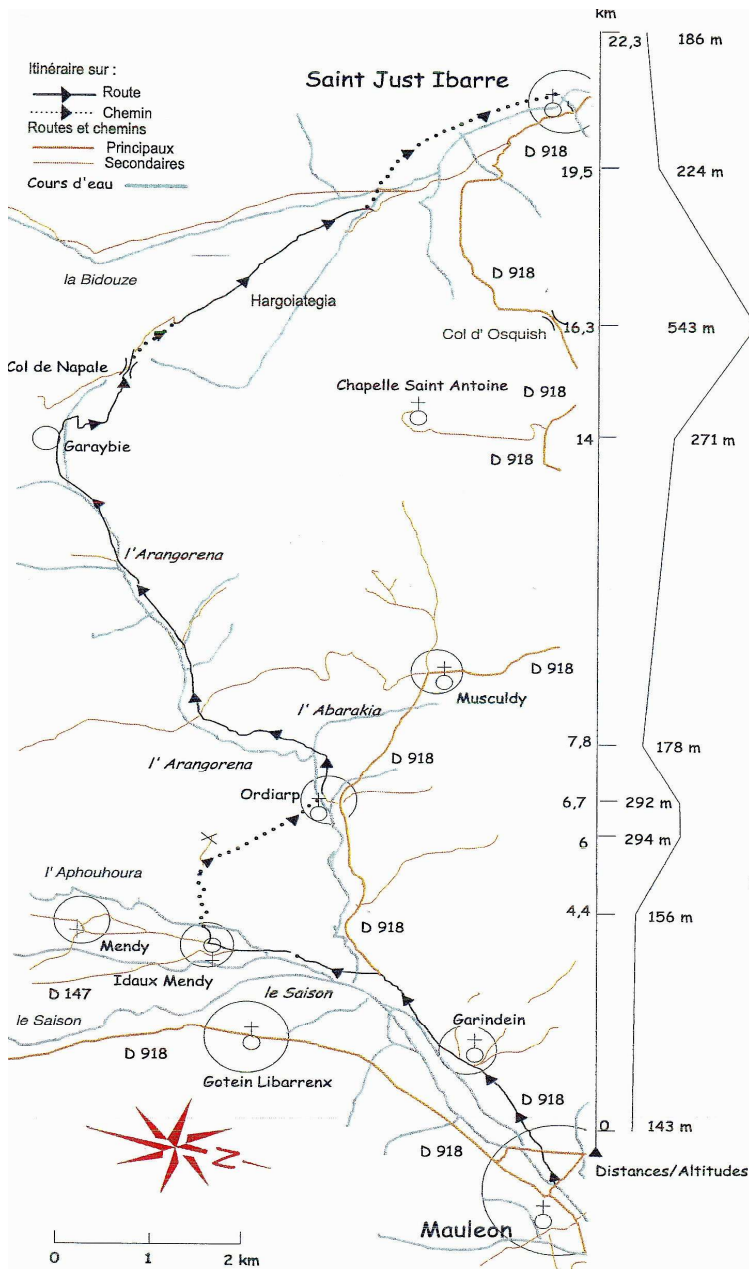 km
22,3
186 m
Itinéraire sur :
Route
Chemin
Routes et chemins
Principaux
Secondaires
Cours d'eau
Saint Just Ibarre
D 918
19,5
224 m
la Bidouze
D 918
Hargoiategia
Col d' Osquish
16,3
543 m
Col de Napale
Chapelle Saint Antoine
D 918
Garaybie
14
271 m
D 918
l'Arangorena
D 918
Musculdy
l' Abarakia
D 918
7,8
178 m
l' Arangorena
Ordiarp
6,7
292 m
6
294 m
l' Aphouhoura
4,4
156 m
D 918
Mendy
Idaux Mendy
D 147
le Saison
le Saison
Garindein
D 918
Gotein Libarrenx
D 918
0
143 m
N
D 918
Distances/Altitudes
Mauleon
0
1
2 km